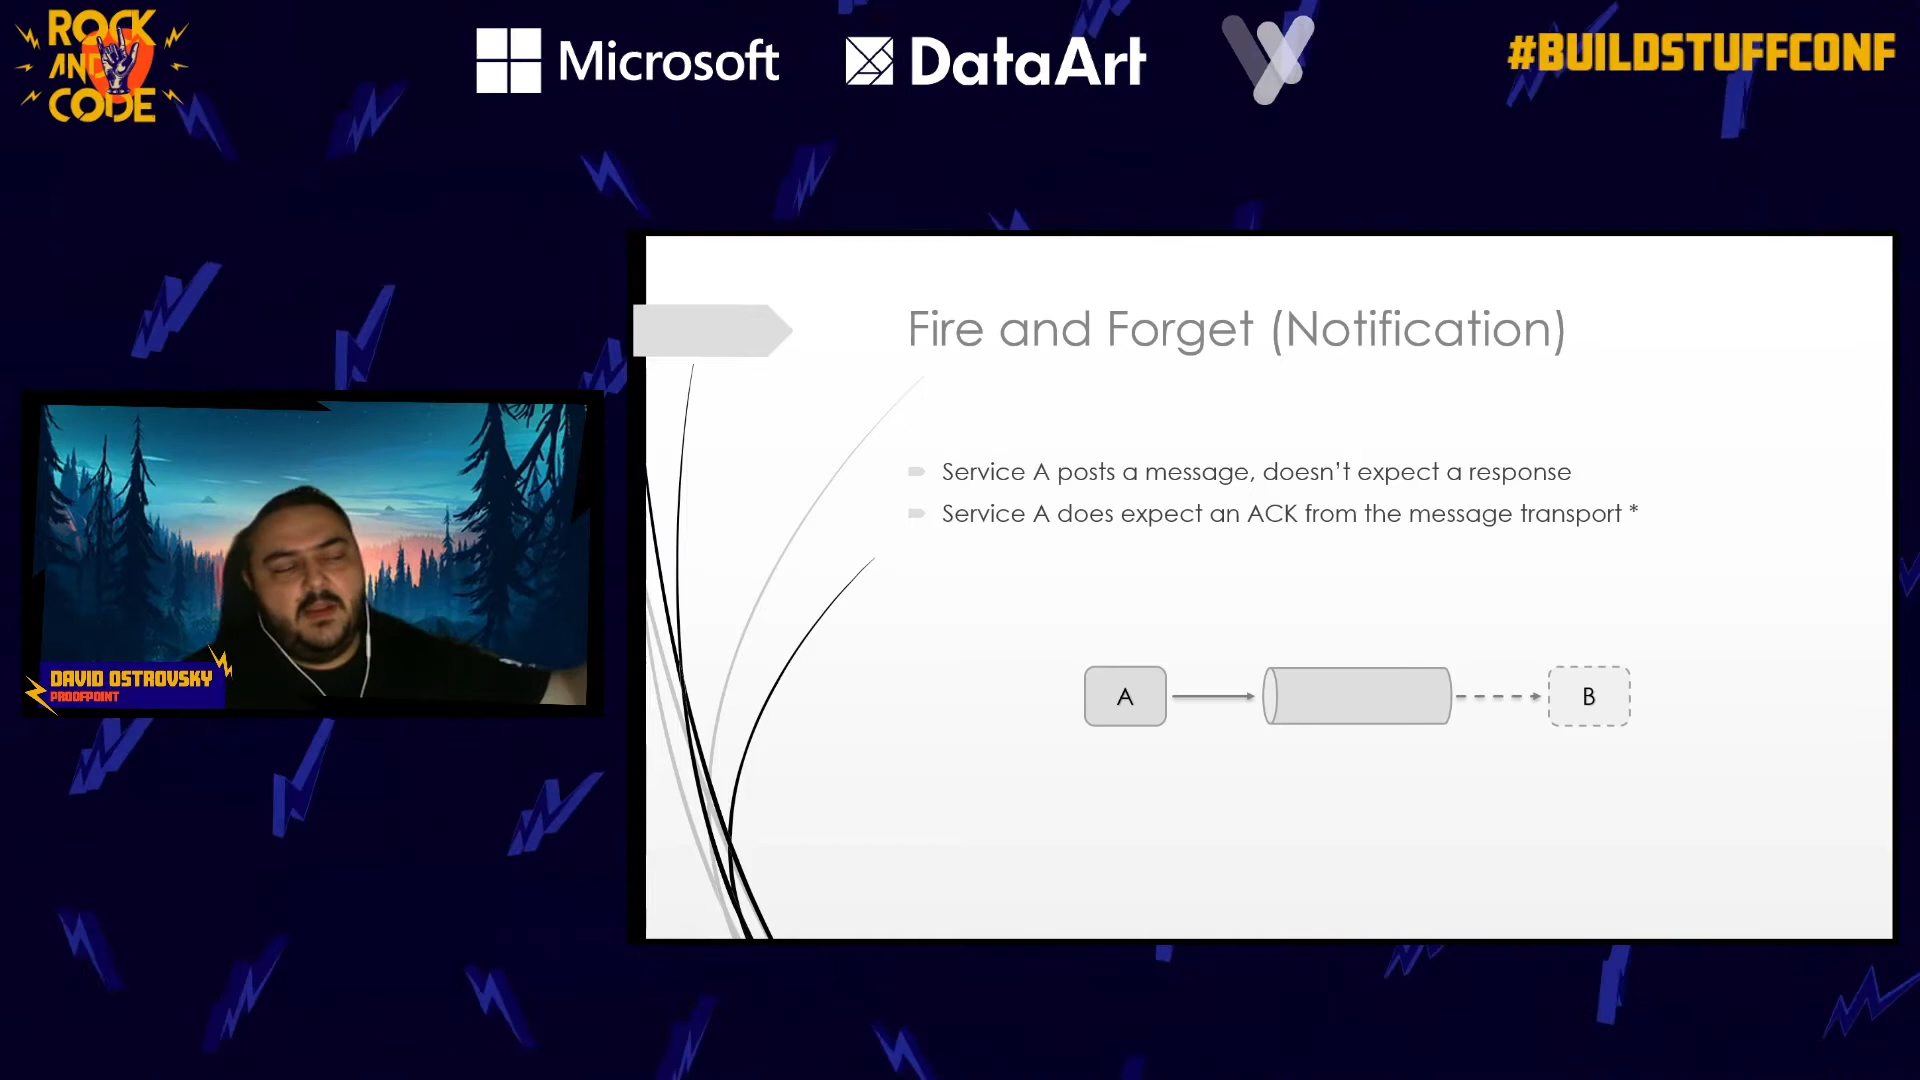 ROCK
AND
CODE
Microsoft
DataArt
#BUILDSTUFFCONF
Fire and Forget (Notification)
Service A posts a message, doesn’t expect a response
Service A does expect an ACK from the message transport *
A
B
DAVID OSTROVSKY
PROOFPOINT